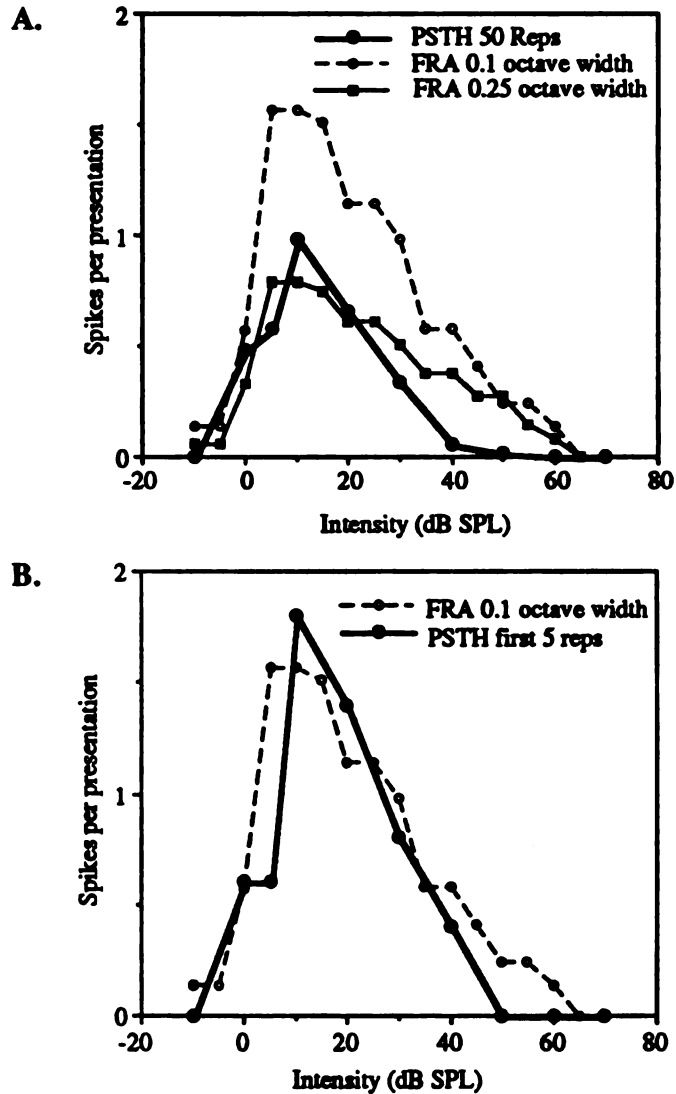 A.
2
PSTH 50 Reps
FRA 0.1 octave width
FRA 0.25 octave width
Spikes per presentation
1
0
-20 0 20 40 60 80
Intensity (dB SPL)
B.
2
FRA 0.1 octave width
PSTH first 5 reps
Spikes per presentation
1
0
-20 0 20 40 60 80
Intensity (dB SPL)